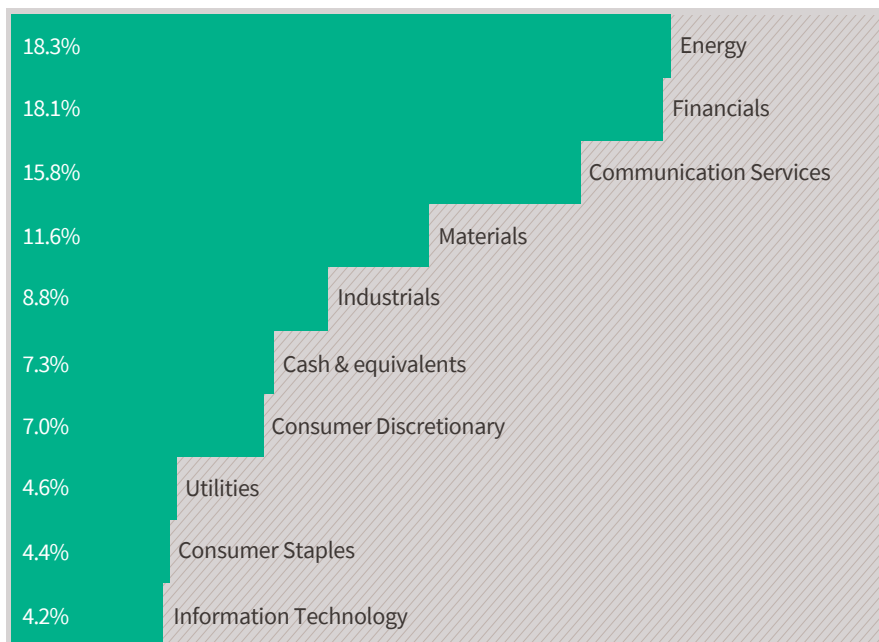 18.3% Energy
18.1% Financials
15.8% Communication Services
11.6% Materials
8.8% Industrials
7.3% Cash & equivalents
7.0% Consumer Discretionary
4.6% Utilities
4.4% Consumer Staples
4.2% Information Technology